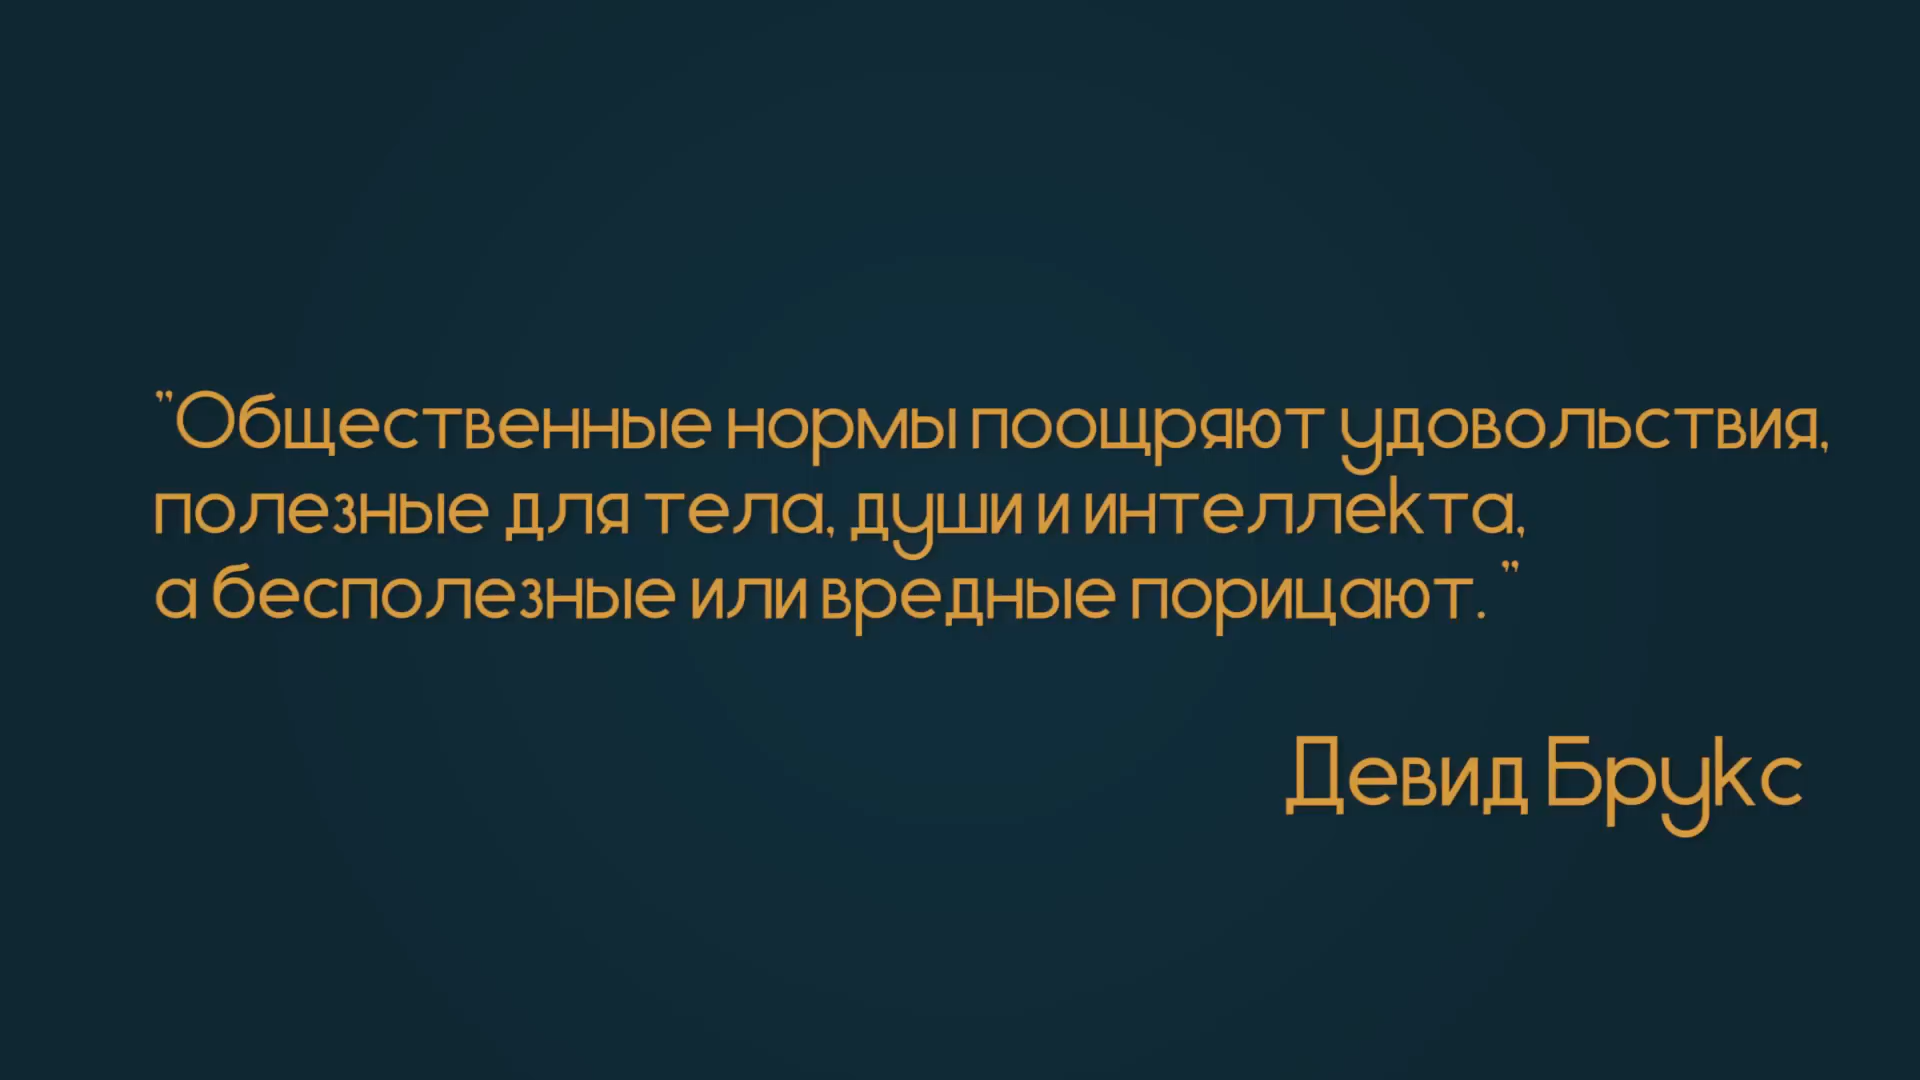 "Общественные нормы поощряют удовольствия,
полезные для тела, души и интеллекта,
а бесполезные или вредные порицают. "
Девид Брукс